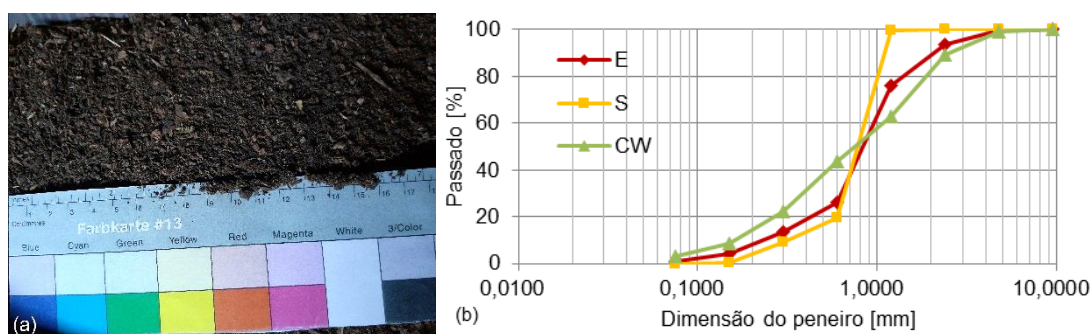 Farbkarte #13
Blue Cyan Green Yellow Red Magenta White 3/Color
(a)
(b)
Passado [%]
100
80
60
40
20
0
E
S
CW
0,0100 0,1000 1,0000 10,0000
Dimensão do peneiro [mm]